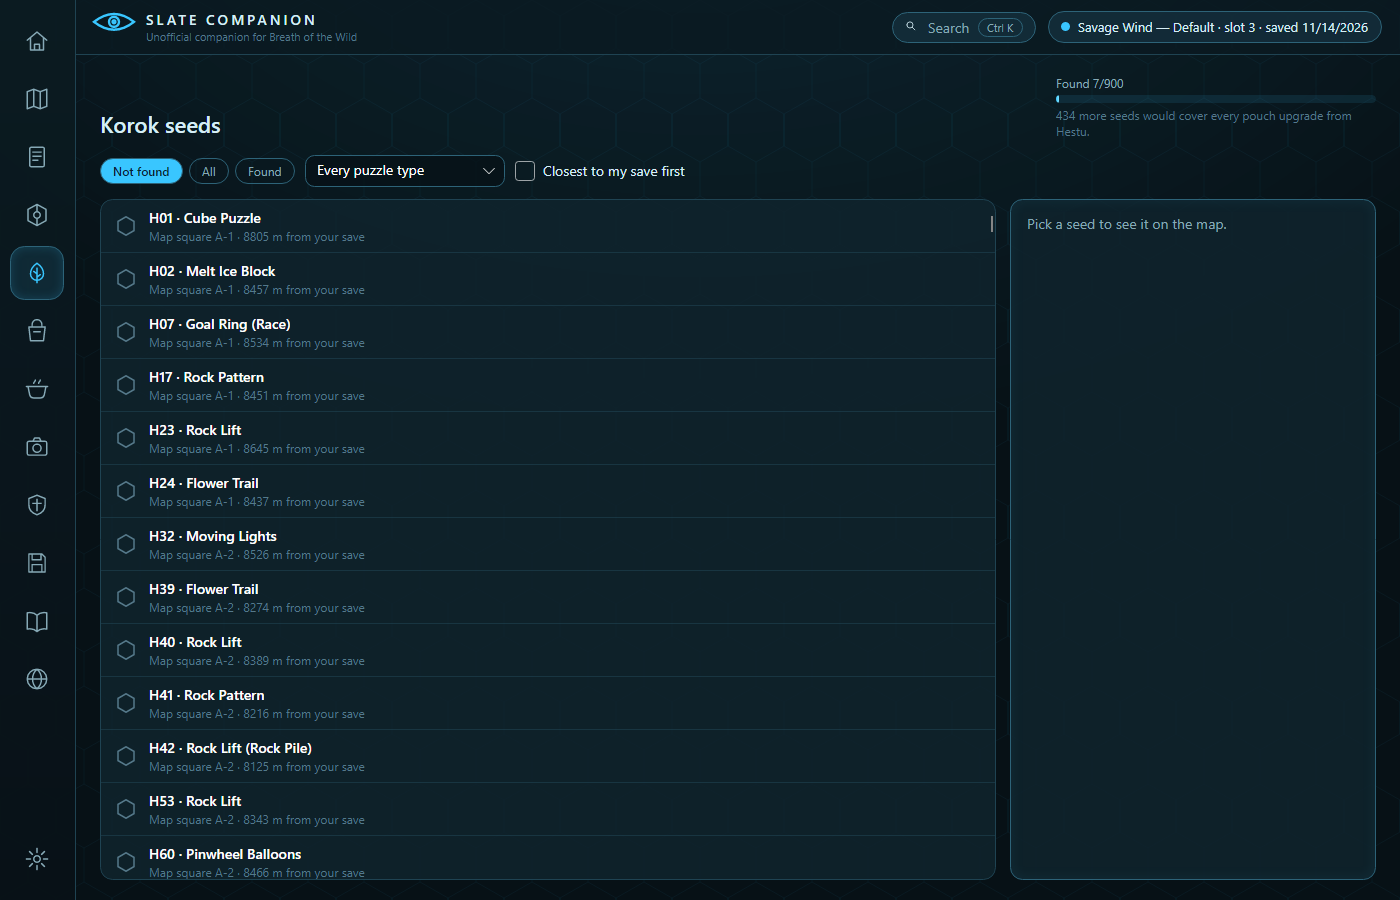 SLATE COMPANION
Unofficial companion for Breath of the Wild
Search Ctrl K
Savage Wind — Default · slot 3 · saved 11/14/2026
Found 7/900
434 more seeds would cover every pouch upgrade from
Hestu.
Korok seeds
Not found
All
Found
Every puzzle type
Closest to my save first
H01 · Cube Puzzle
Map square A-1 · 8805 m from your save
H02 · Melt Ice Block
Map square A-1 · 8457 m from your save
H07 · Goal Ring (Race)
Map square A-1 · 8534 m from your save
H17 · Rock Pattern
Map square A-1 · 8451 m from your save
H23 · Rock Lift
Map square A-1 · 8645 m from your save
H24 · Flower Trail
Map square A-1 · 8437 m from your save
H32 · Moving Lights
Map square A-2 · 8526 m from your save
H39 · Flower Trail
Map square A-2 · 8274 m from your save
H40 · Rock Lift
Map square A-2 · 8389 m from your save
H41 · Rock Pattern
Map square A-2 · 8216 m from your save
H42 · Rock Lift (Rock Pile)
Map square A-2 · 8125 m from your save
H53 · Rock Lift
Map square A-2 · 8343 m from your save
H60 · Pinwheel Balloons
Map square A-2 · 8466 m from your save
Pick a seed to see it on the map.